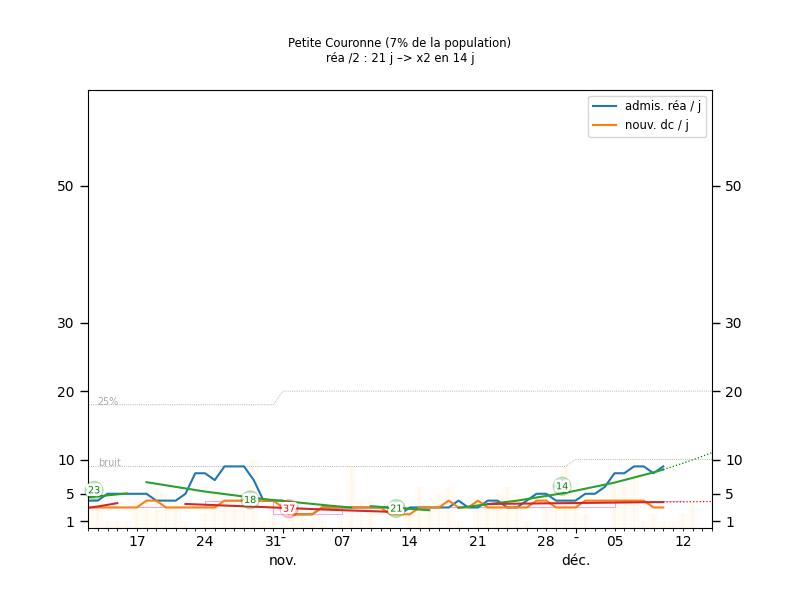 Petite Couronne (7% de la population)
réa /2 : 21 j –> x2 en 14 j
admis. réa / j
nouv. dc / j
50 50
30 30
20 20
25%
10 10
bruit
5 5
1 1
23
18
37
21
14
17 24 31- 07 14 21 28 - 05 12
nov. déc.